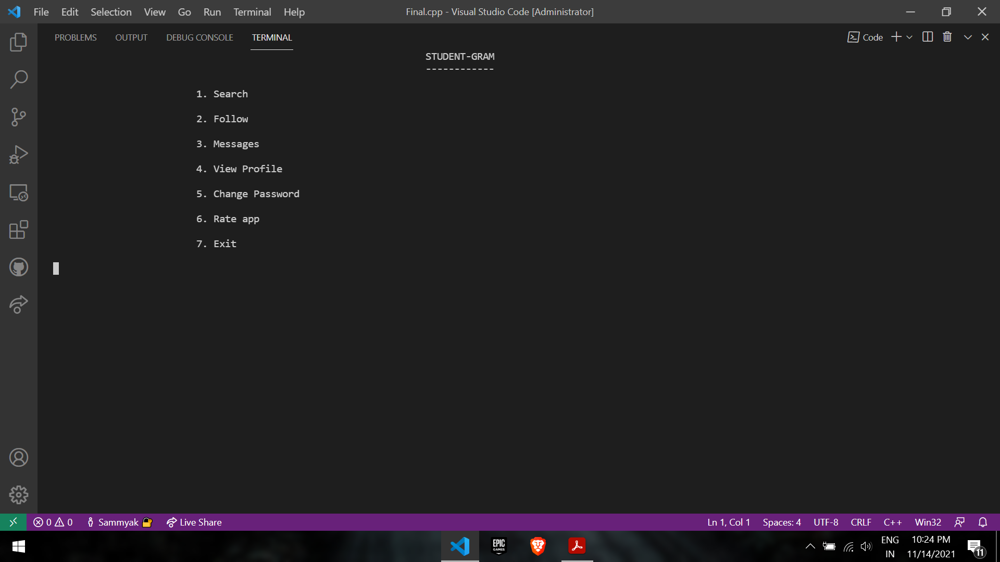 File Edit Selection View Go Run Terminal Help
Final.cpp - Visual Studio Code [Administrator]
PROBLEMS OUTPUT DEBUG CONSOLE TERMINAL
Code
STUDENT-GRAM
------------
1. Search
2. Follow
3. Messages
4. View Profile
5. Change Password
6. Rate app
7. Exit
0 0 Sammyak Live Share
Ln 1, Col 1 Spaces: 4 UTF-8 CRLF C++ Win32
EPIC GAMES
ENG
IN
10:24 PM
11/14/2021
11